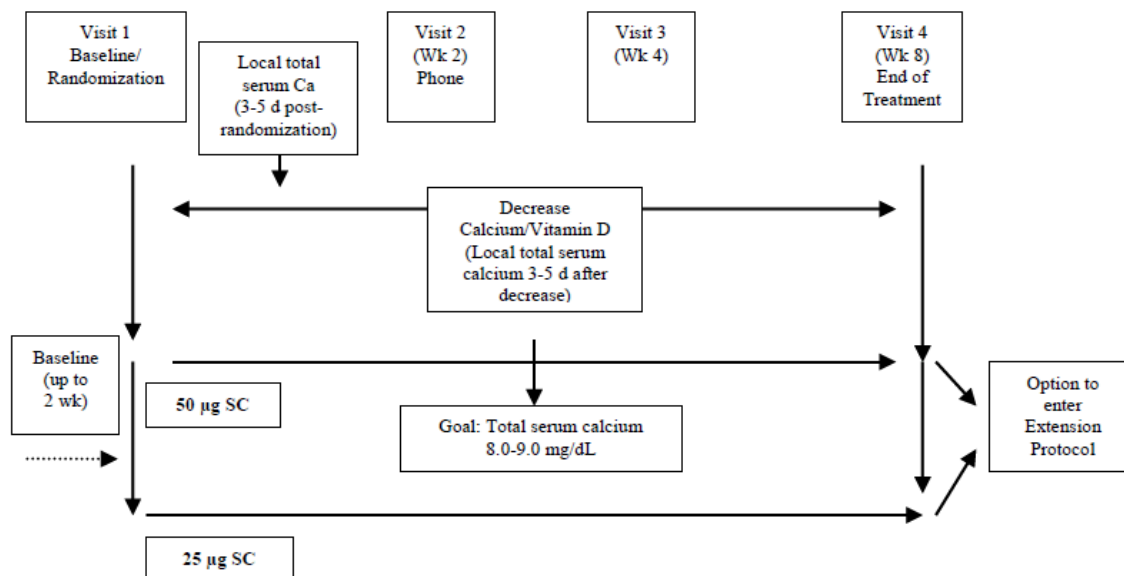 Visit 1
Baseline/
Randomization
Local total
serum Ca
(3-5 d post-
randomization)
Visit 2
(Wk 2)
Phone
Visit 3
(Wk 4)
Visit 4
(Wk 8)
End of
Treatment
Decrease
Calcium/Vitamin D
(Local total serum
calcium 3-5 d after
decrease)
Baseline
(up to
2 wk)
50 µg SC
Goal: Total serum calcium
8.0-9.0 mg/dL
Option to
enter
Extension
Protocol
25 µg SC